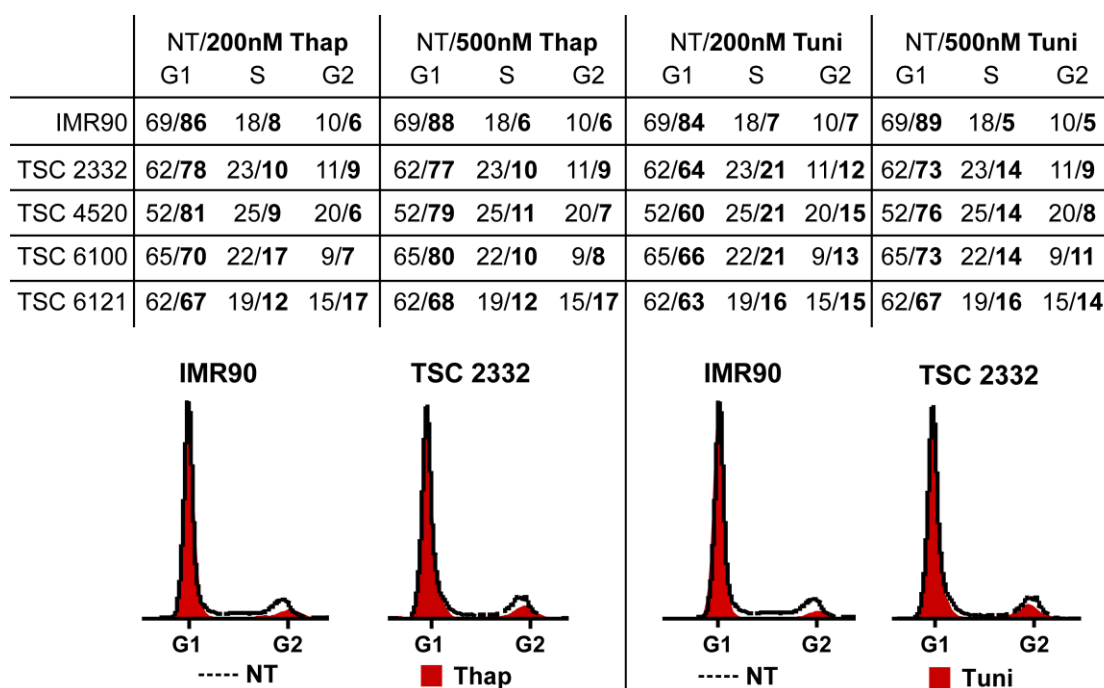 NT/200nM Thap NT/500nM Thap NT/200nM Tuni NT/500nM Tuni
G1 S G2 G1 S G2 G1 S G2 G1 S G2
IMR90 69/86 18/8 10/6 69/88 18/6 10/6 69/84 18/7 10/7 69/89 18/5 10/5
TSC 2332 62/78 23/10 11/9 62/77 23/10 11/9 62/64 23/21 11/12 62/73 23/14 11/9
TSC 4520 52/81 25/9 20/6 52/79 25/11 20/7 52/60 25/21 20/15 52/76 25/14 20/8
TSC 6100 65/70 22/17 9/7 65/80 22/10 9/8 65/66 22/21 9/13 65/73 22/14 9/11
TSC 6121 62/67 19/12 15/17 62/68 19/12 15/17 62/63 19/16 15/15 62/67 19/16 15/14
IMR90 TSC 2332 IMR90 TSC 2332
G1 G2 G1 G2 G1 G2 G1 G2
NT Thap NT Tuni